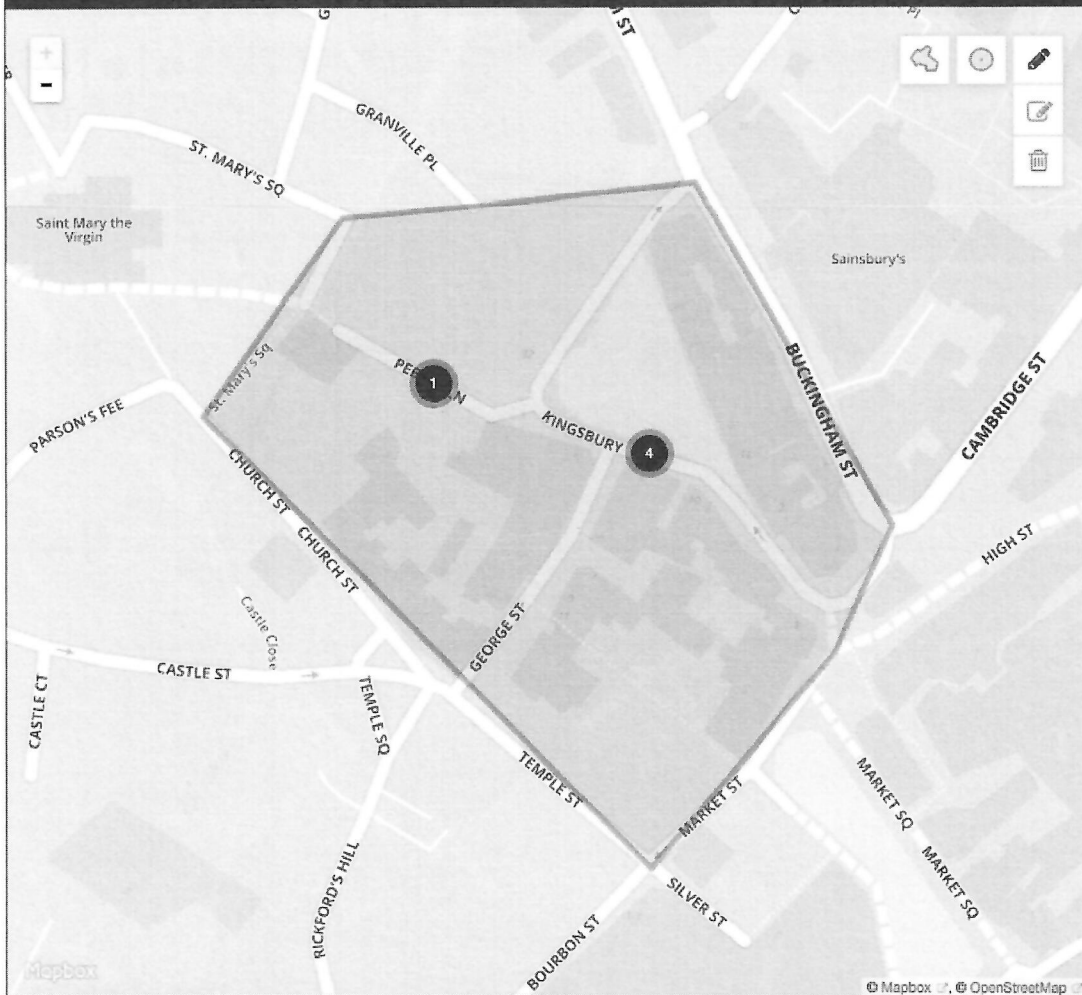 +
-
GRANVILLE PL
ST. MARY'S SQ
Saint Mary the
Virgin
Sainsbury's
St. Mary's Sq
1
KINGSBURY
4
BUCKINGHAM ST
CAMBRIDGE ST
PARSON'S FEE
CHURCH ST
CHURCH ST
HIGH ST
Castle Close
GEORGE ST
CASTLE ST
CASTLE CT
TEMPLE SQ
TEMPLE ST
MARKET ST
MARKET SQ
MARKET SQ
RICKFORD'S HILL
SILVER ST
BOURBON ST
Mapbox
© Mapbox, © OpenStreetMap